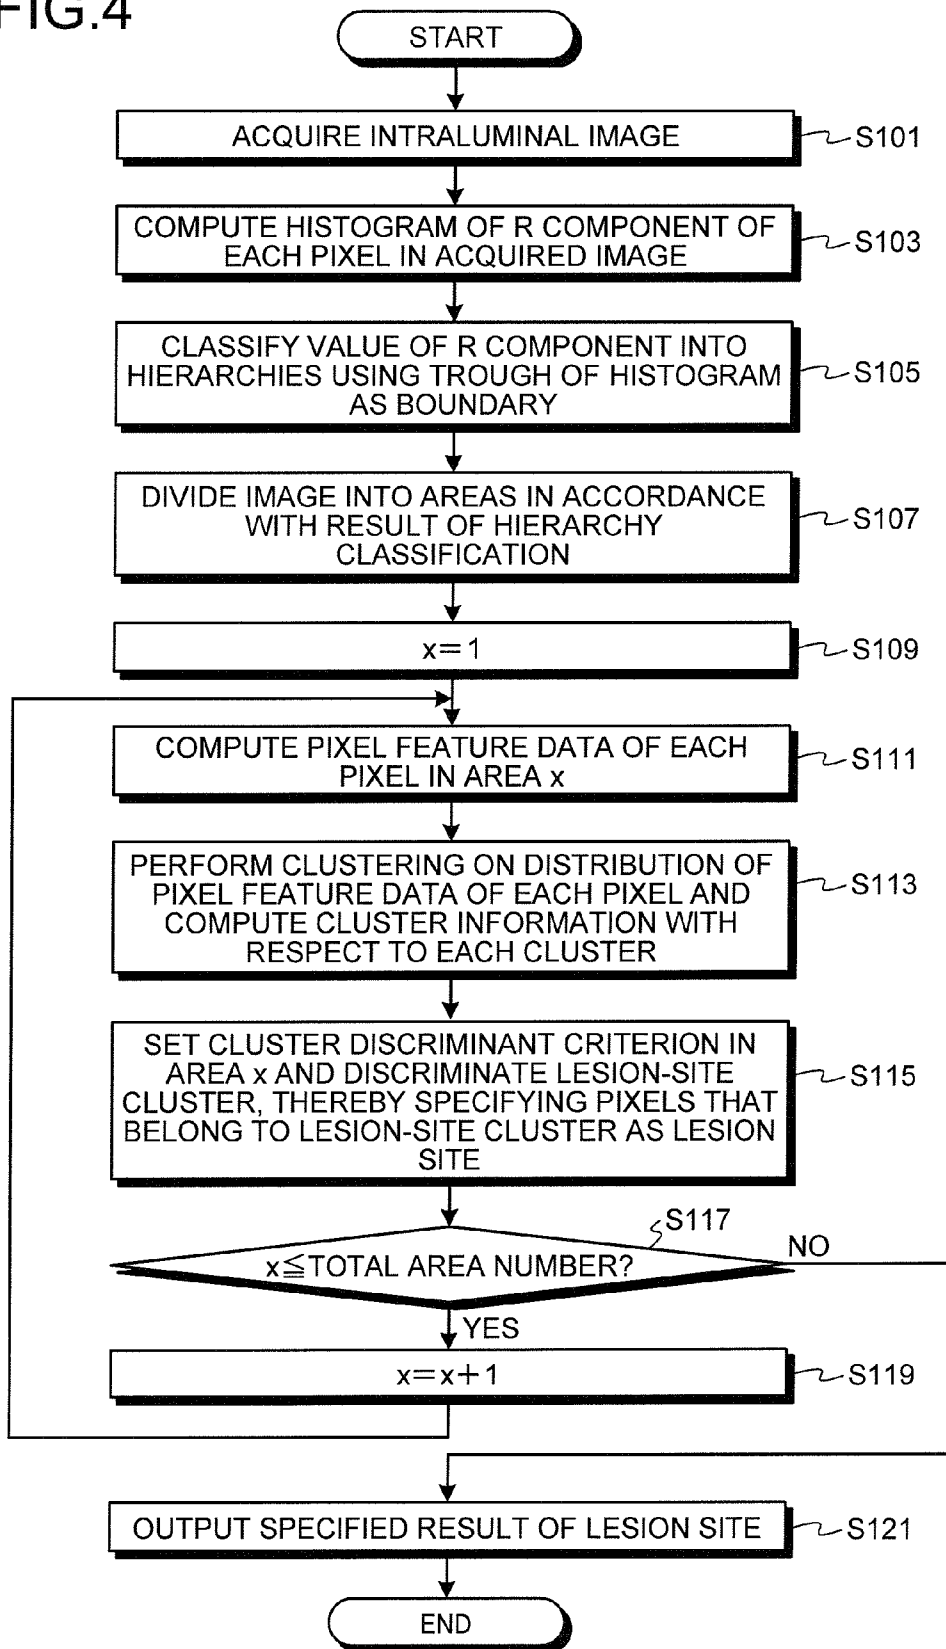 FIG.4
START
ACQUIRE INTRALUMINAL IMAGE
S101
COMPUTE HISTOGRAM OF R COMPONENT OF
EACH PIXEL IN ACQUIRED IMAGE
S103
CLASSIFY VALUE OF R COMPONENT INTO
HIERARCHIES USING TROUGH OF HISTOGRAM
AS BOUNDARY
S105
DIVIDE IMAGE INTO AREAS IN ACCORDANCE
WITH RESULT OF HIERARCHY
CLASSIFICATION
S107
x=1
S109
COMPUTE PIXEL FEATURE DATA OF EACH
PIXEL IN AREA x
S111
PERFORM CLUSTERING ON DISTRIBUTION OF
PIXEL FEATURE DATA OF EACH PIXEL AND
COMPUTE CLUSTER INFORMATION WITH
RESPECT TO EACH CLUSTER
S113
SET CLUSTER DISCRIMINANT CRITERION IN
AREA x AND DISCRIMINATE LESION-SITE
CLUSTER, THEREBY SPECIFYING PIXELS THAT
BELONG TO LESION-SITE CLUSTER AS LESION
SITE
S115
S117
x≦TOTAL AREA NUMBER?
NO
YES
x=x+1
S119
OUTPUT SPECIFIED RESULT OF LESION SITE
S121
END